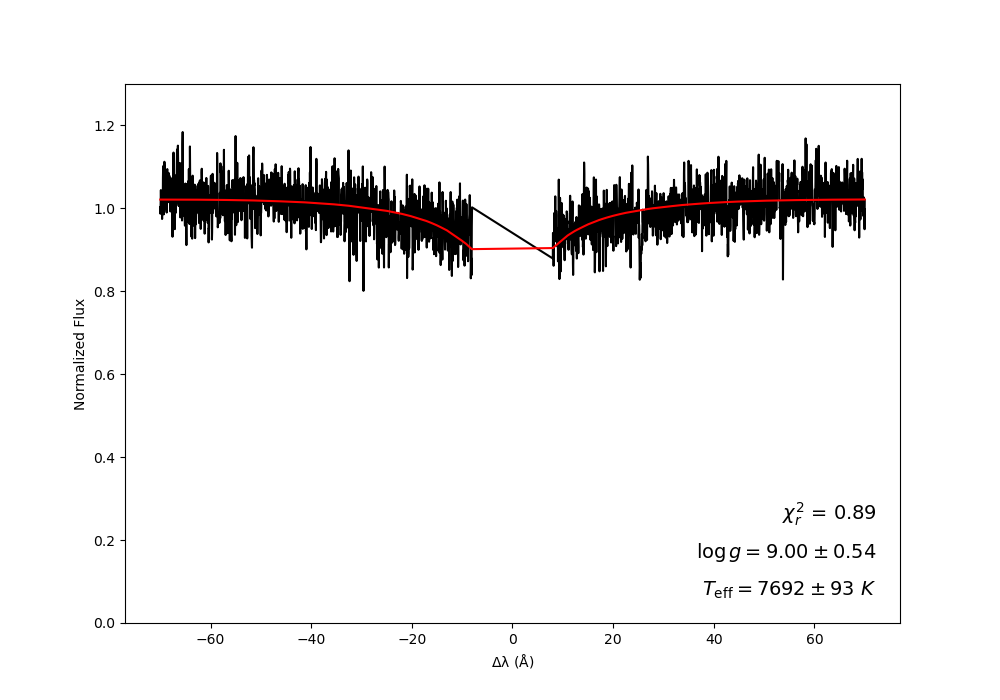 1.2
1.0
0.8
0.6
0.4
0.2
0.0
Normalized Flux
χ²ᵣ = 0.89
log g = 9.00 ± 0.54
T_eff = 7692 ± 93 K
−60 −40 −20 0 20 40 60
Δλ (Å)